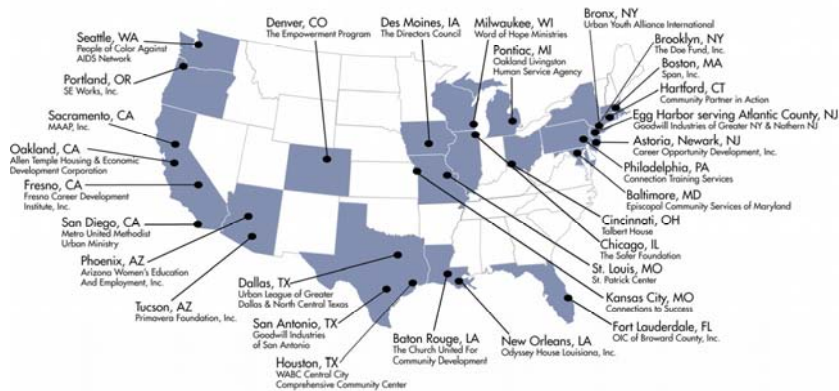 Seattle, WA
People of Color Against
AIDS Network
Portland, OR
SE Works, Inc.
Sacramento, CA
MAAP, Inc.
Oakland, CA
Allen Temple Housing & Economic
Development Corporation
Fresno, CA
Fresno Career Development
Institute, Inc.
San Diego, CA
Metro United Methodist
Urban Ministry
Phoenix, AZ
Arizona Women's Education
And Employment, Inc.
Tucson, AZ
Primavera Foundation, Inc.
Denver, CO
The Empowerment Program
Des Moines, IA
The Directors Council
Milwaukee, WI
Word of Hope Ministries
Pontiac, MI
Oakland Livingston
Human Service Agency
Bronx, NY
Urban Youth Alliance International
Brooklyn, NY
The Doe Fund, Inc.
Boston, MA
Span, Inc.
Hartford, CT
Community Partner in Action
Egg Harbor serving Atlantic County, NJ
Goodwill Industries of Greater NY & Nothern NJ
Astoria, Newark, NJ
Career Opportunity Development, Inc.
Philadelphia, PA
Connection Training Services
Baltimore, MD
Episcopal Community Services of Maryland
Cincinnati, OH
Talbert House
Chicago, IL
The Safer Foundation
St. Louis, MO
St. Patrick Center
Kansas City, MO
Connections to Success
Fort Lauderdale, FL
OIC of Broward County, Inc.
New Orleans, LA
Odyssey House Louisiana, Inc.
Baton Rouge, LA
The Church United For
Community Development
Dallas, TX
Urban League of Greater
Dallas & North Central Texas
San Antonio, TX
Goodwill Industries
of San Antonio
Houston, TX
WABC Central City
Comprehensive Community Center